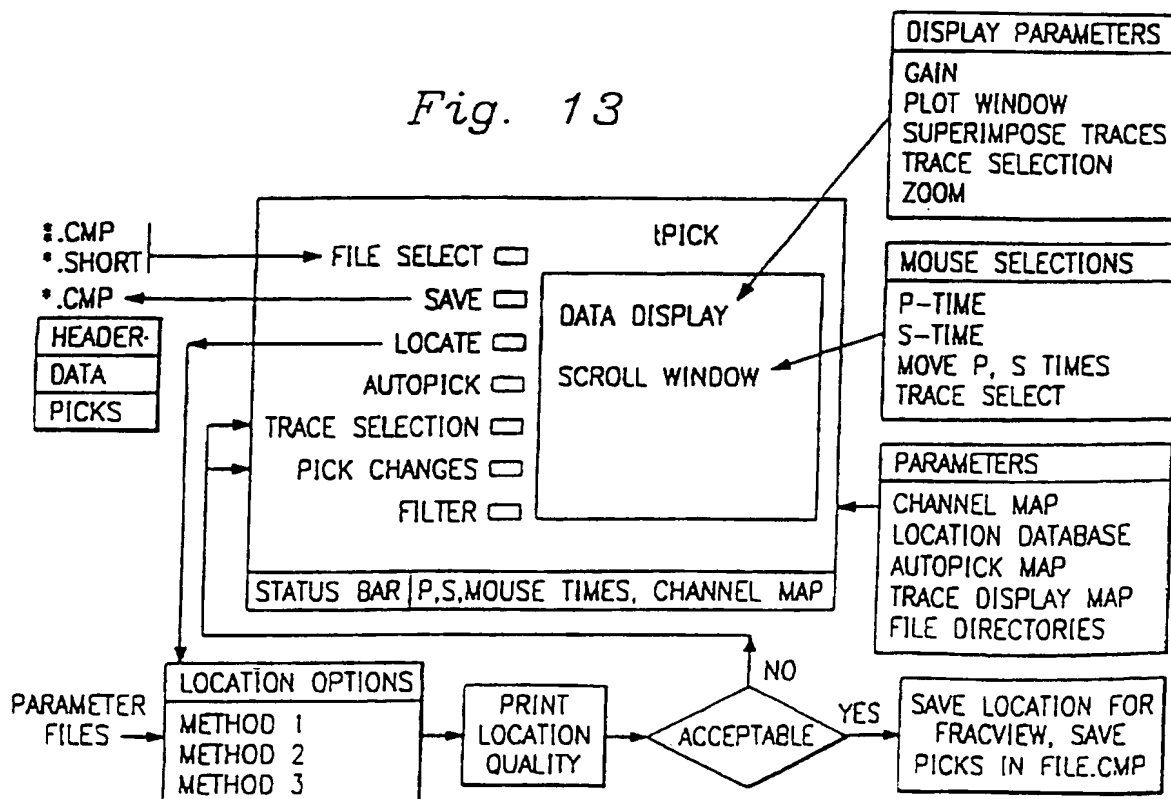 Fig. 13
DISPLAY PARAMETERS
GAIN
PLOT WINDOW
SUPERIMPOSE TRACES
TRACE SELECTION
ZOOM
*.CMP
*.SHORT
*.CMP
HEADER
DATA
PICKS
tPICK
FILE SELECT
SAVE
LOCATE
AUTOPICK
TRACE SELECTION
PICK CHANGES
FILTER
DATA DISPLAY
SCROLL WINDOW
STATUS BAR
P,S,MOUSE TIMES, CHANNEL MAP
MOUSE SELECTIONS
P-TIME
S-TIME
MOVE P, S TIMES
TRACE SELECT
PARAMETERS
CHANNEL MAP
LOCATION DATABASE
AUTOPICK MAP
TRACE DISPLAY MAP
FILE DIRECTORIES
PARAMETER
FILES
LOCATION OPTIONS
METHOD 1
METHOD 2
METHOD 3
PRINT
LOCATION
QUALITY
ACCEPTABLE
NO
YES
SAVE LOCATION FOR
FRACVIEW, SAVE
PICKS IN FILE.CMP